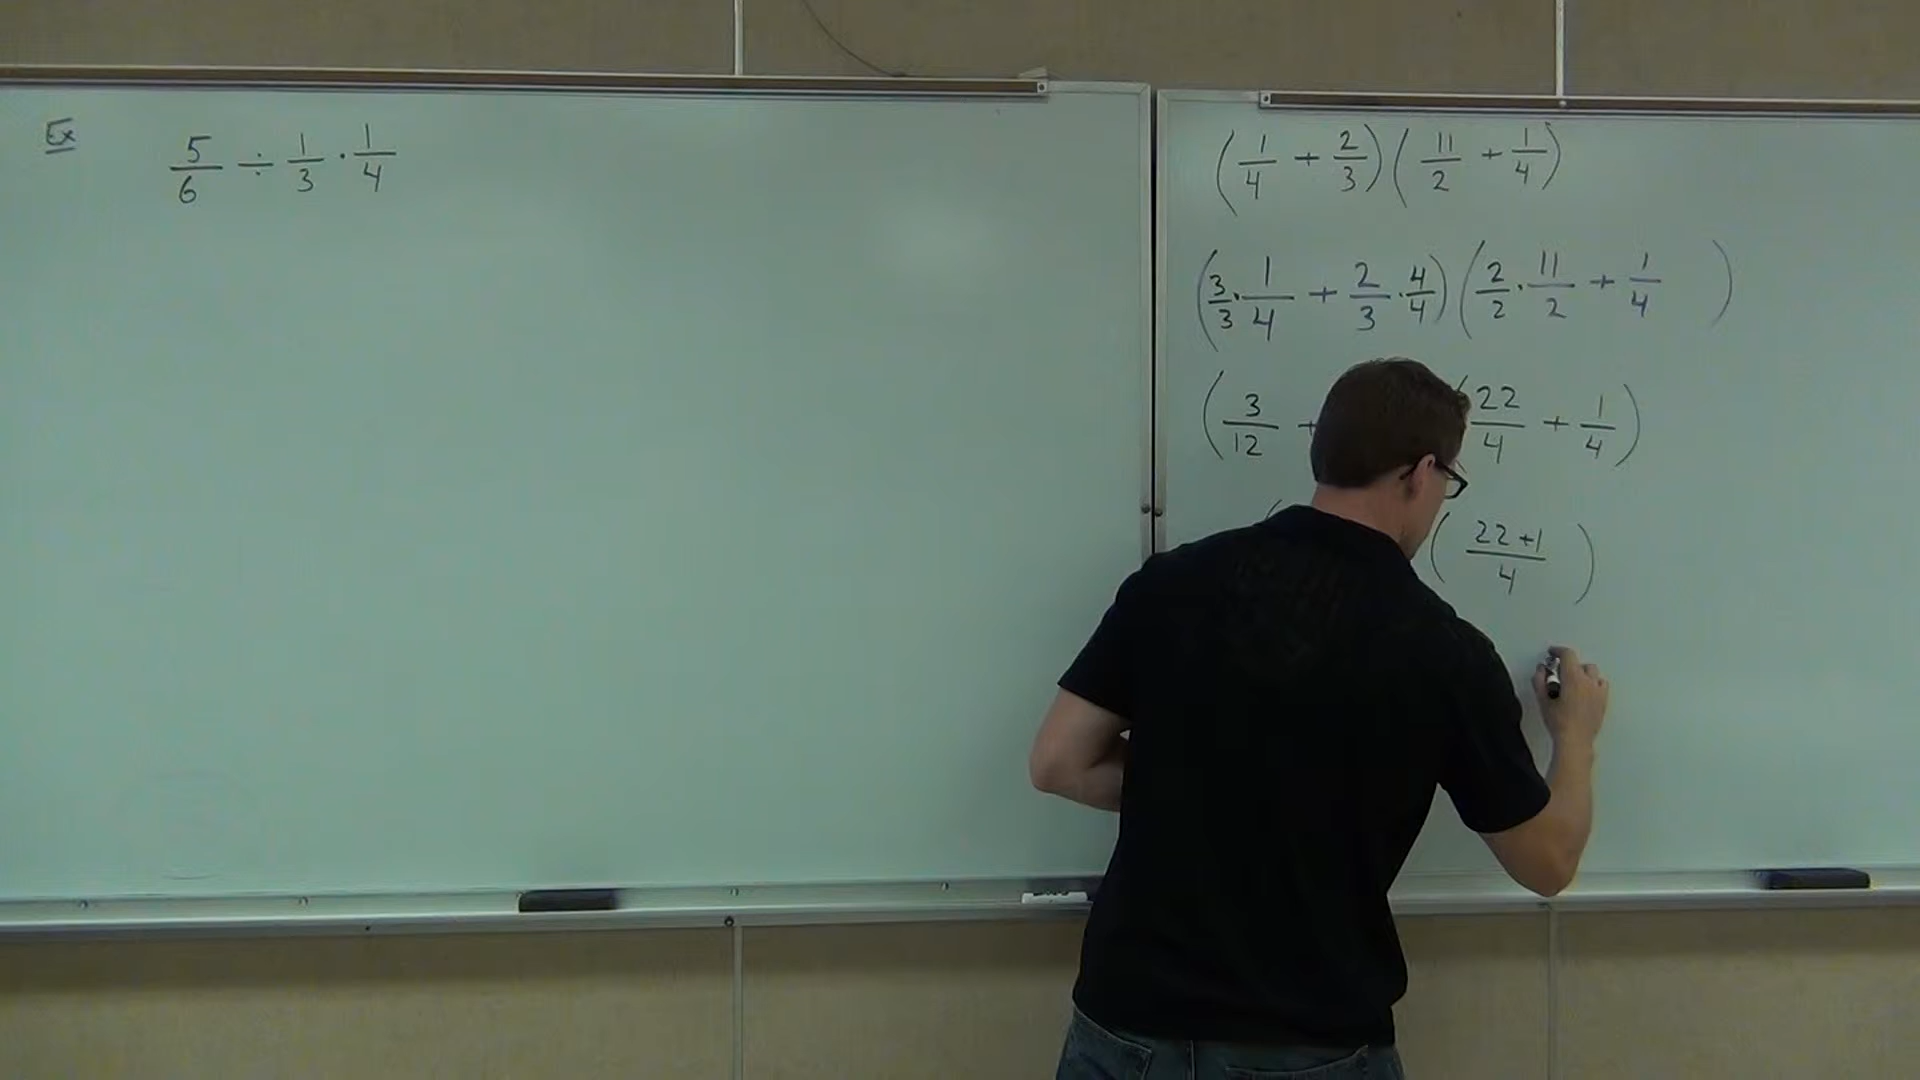 Ex 5/6 ÷ 1/3 · 1/4
(1/4 + 2/3)(11/2 + 1/4)
(3/3 · 1/4 + 2/3 · 4/4)(2/2 · 11/2 + 1/4 )
(3/12 + 22/4 + 1/4)
( ( 22+1/4 )